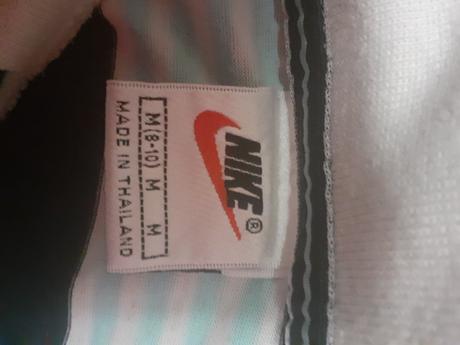 NIKE®
M(8-10) M M
MADE IN THAILAND